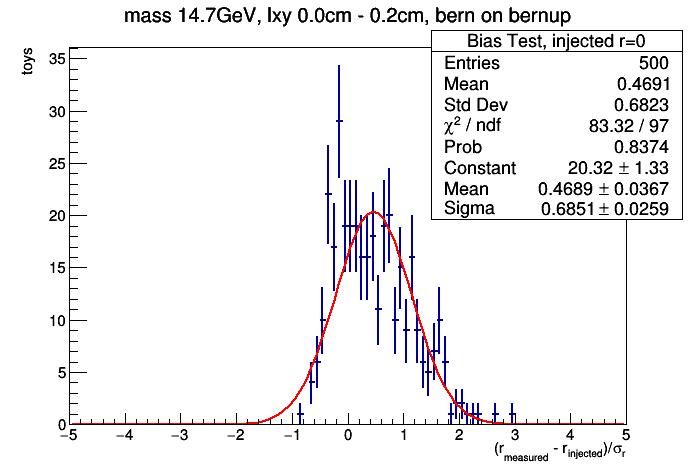 mass 14.7GeV, lxy 0.0cm - 0.2cm, bern on bernup
Bias Test, injected r=0
Entries 500
Mean 0.4691
Std Dev 0.6823
χ² / ndf 83.32 / 97
Prob 0.8374
Constant 20.32 ± 1.33
Mean 0.4689 ± 0.0367
Sigma 0.6851 ± 0.0259
toys
35
30
25
20
15
10
5
0
−5 −4 −3 −2 −1 0 1 2 3 4 5
(r_measured - r_injected)/σ_r